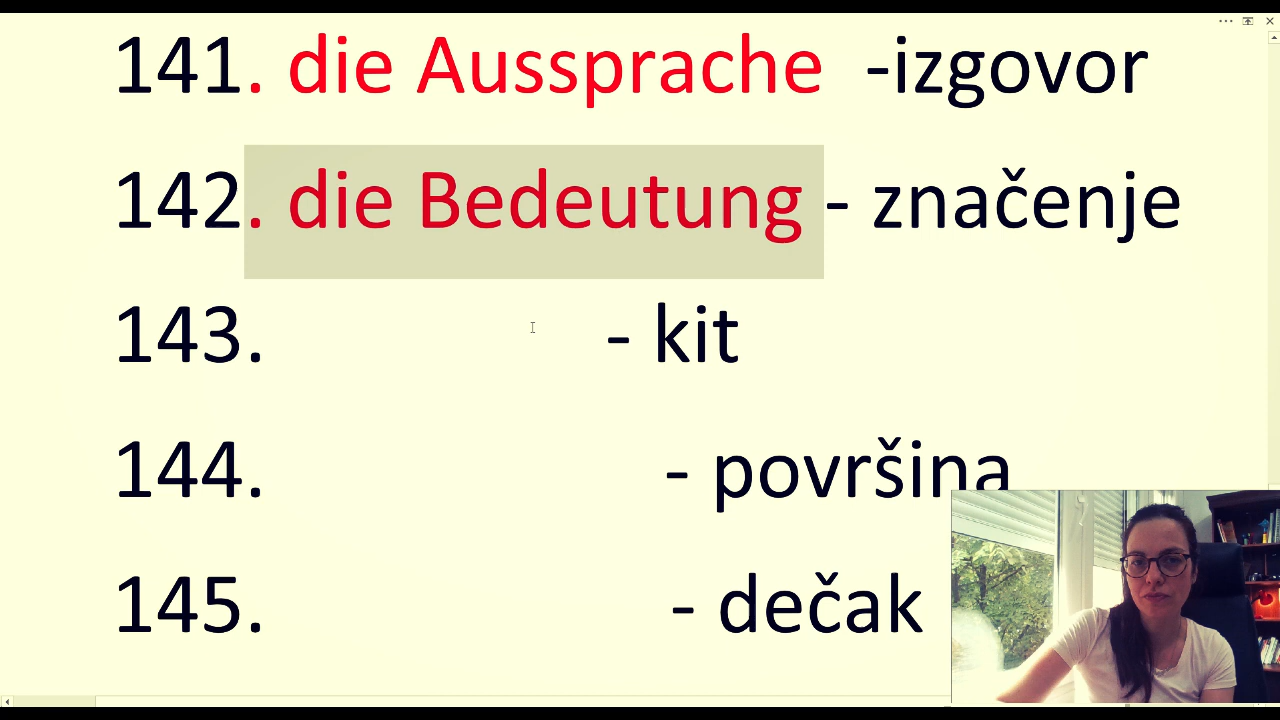 141. die Aussprache -izgovor
142. die Bedeutung - značenje
143. - kit
144. - površina
145. - dečak